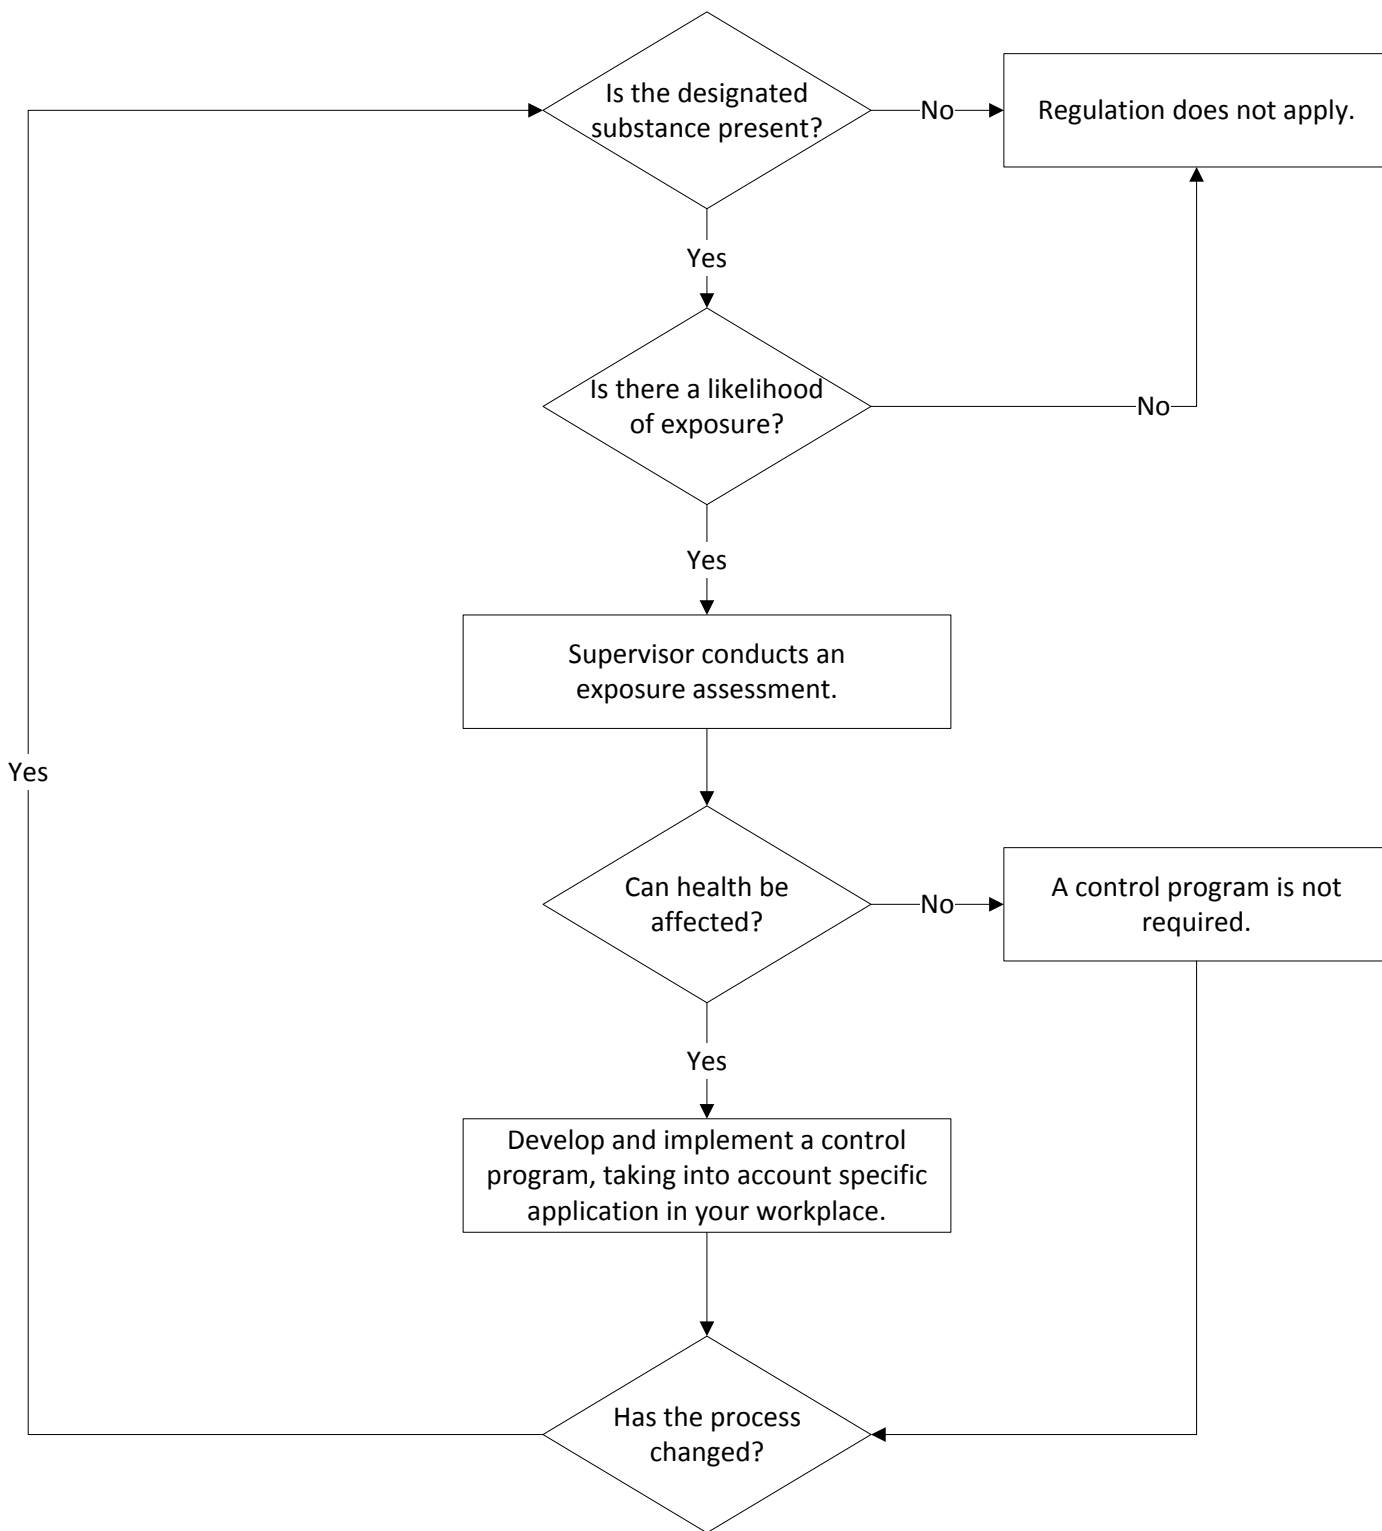 Is the designated
substance present?
No
Regulation does not apply.
Yes
Is there a likelihood
of exposure?
No
Yes
Supervisor conducts an
exposure assessment.
Yes
Can health be
affected?
No
A control program is not
required.
Yes
Develop and implement a control
program, taking into account specific
application in your workplace.
Has the process
changed?